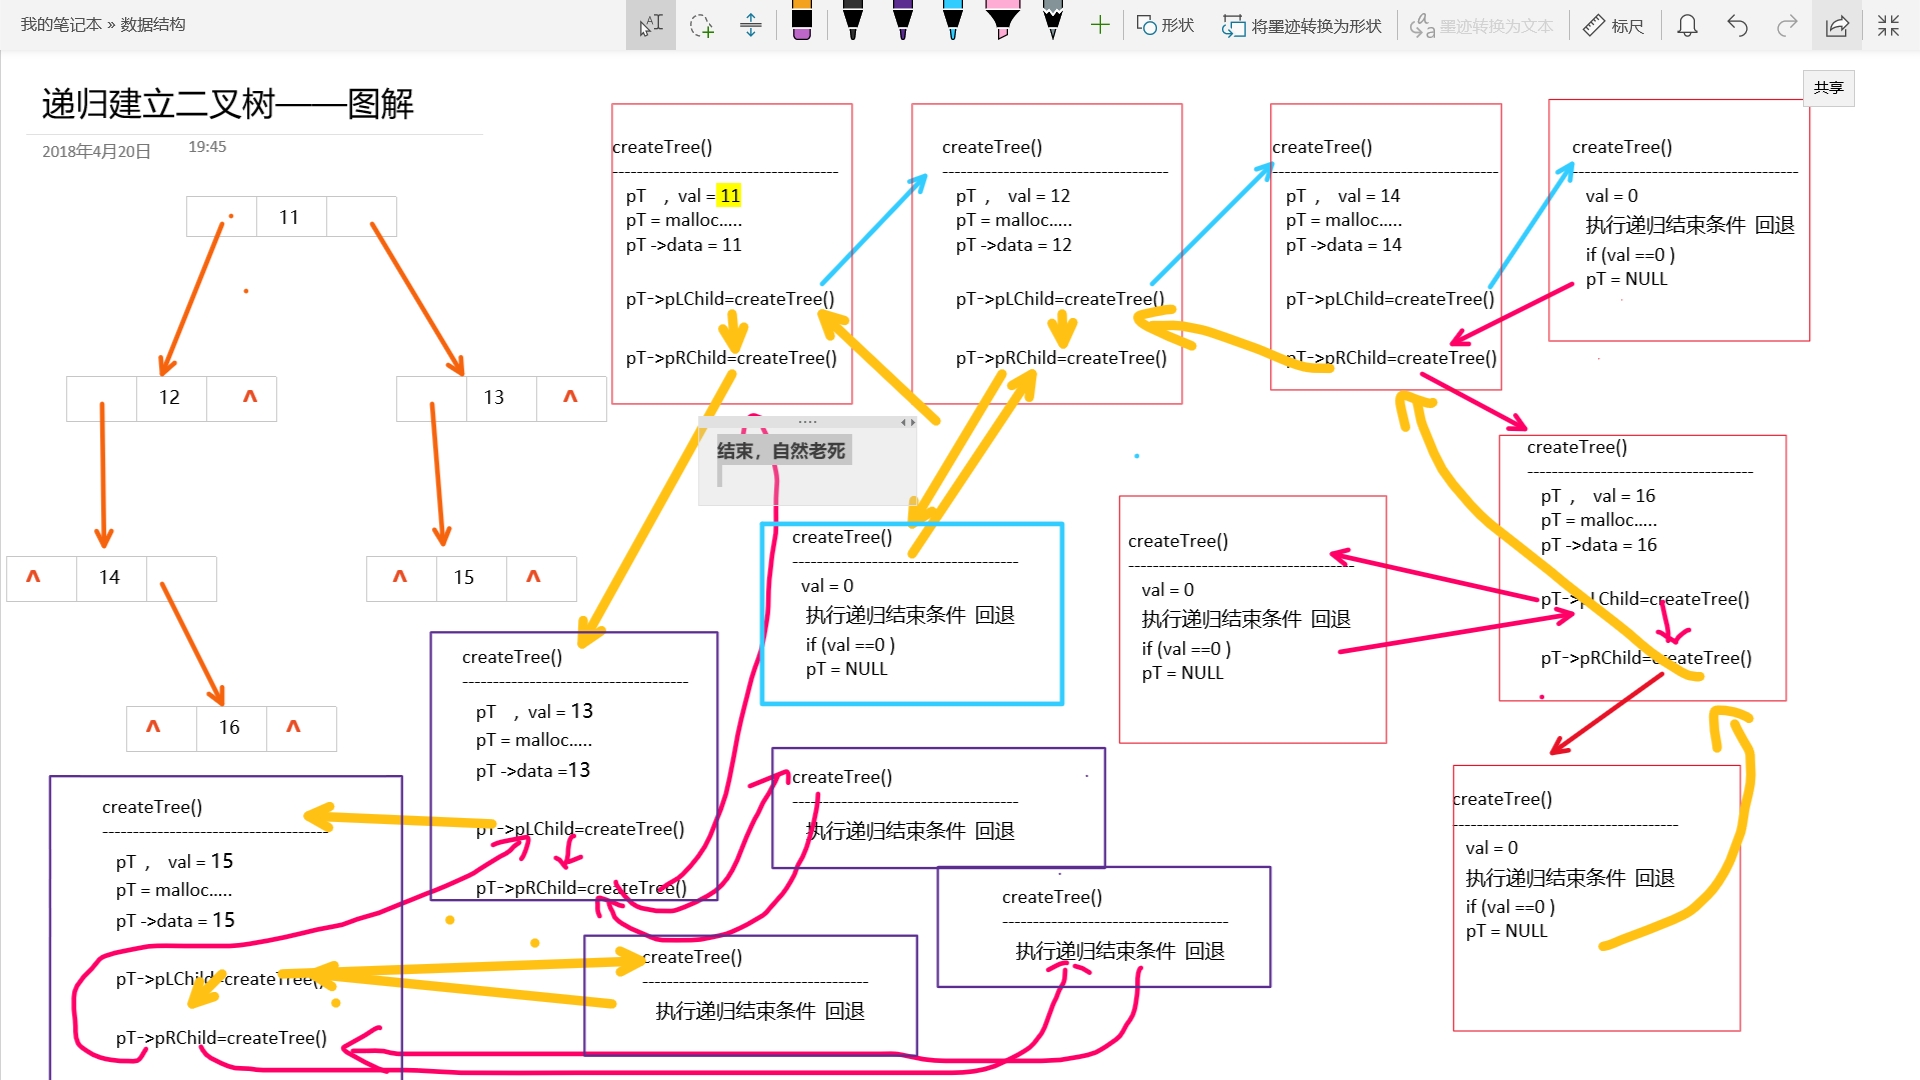 我的笔记本 » 数据结构
形状
将墨迹转换为形状
墨迹转换为文本
标尺
共享
递归建立二叉树——图解
2018年4月20日
19:45
11
12 ^
13 ^
^ 14
^ 15 ^
^ 16 ^
createTree()
-------------------------------------
pT , val = 11
pT = malloc.....
pT ->data = 11
pT->pLChild=createTree()
pT->pRChild=createTree()
createTree()
-------------------------------------
pT , val = 12
pT = malloc.....
pT ->data = 12
pT->pLChild=createTree()
pT->pRChild=createTree()
createTree()
-------------------------------------
pT , val = 14
pT = malloc.....
pT ->data = 14
pT->pLChild=createTree()
pT->pRChild=createTree()
createTree()
-------------------------------------
val = 0
执行递归结束条件 回退
if (val ==0 )
pT = NULL
结束，自然老死
createTree()
-------------------------------------
val = 0
执行递归结束条件 回退
if (val ==0 )
pT = NULL
createTree()
-------------------------------------
val = 0
执行递归结束条件 回退
if (val ==0 )
pT = NULL
createTree()
-------------------------------------
pT , val = 16
pT = malloc.....
pT ->data = 16
pT->pLChild=createTree()
pT->pRChild=createTree()
createTree()
-------------------------------------
pT , val = 13
pT = malloc.....
pT ->data =13
pT->pLChild=createTree()
pT->pRChild=createTree()
createTree()
-------------------------------------
执行递归结束条件 回退
createTree()
-------------------------------------
val = 0
执行递归结束条件 回退
if (val ==0 )
pT = NULL
createTree()
-------------------------------------
pT , val = 15
pT = malloc.....
pT ->data = 15
pT->pLChild=createTree()
pT->pRChild=createTree()
createTree()
-------------------------------------
执行递归结束条件 回退
createTree()
-------------------------------------
执行递归结束条件 回退